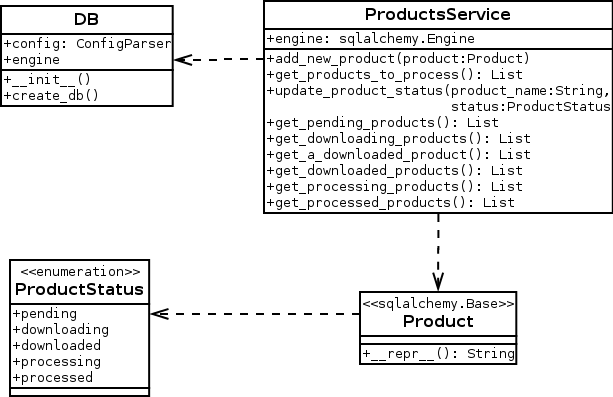 DB
+config: ConfigParser
+engine
+__init__()
+create_db()
ProductsService
+engine: sqlalchemy.Engine
+add_new_product(product:Product)
+get_products_to_process(): List
+update_product_status(product_name:String,
status:ProductStatus
+get_pending_products(): List
+get_downloading_products(): List
+get_a_downloaded_product(): List
+get_downloaded_products(): List
+get_processing_products(): List
+get_processed_products(): List
<<enumeration>>
ProductStatus
+pending
+downloading
+downloaded
+processing
+processed
<<sqlalchemy.Base>>
Product
+__repr__(): String